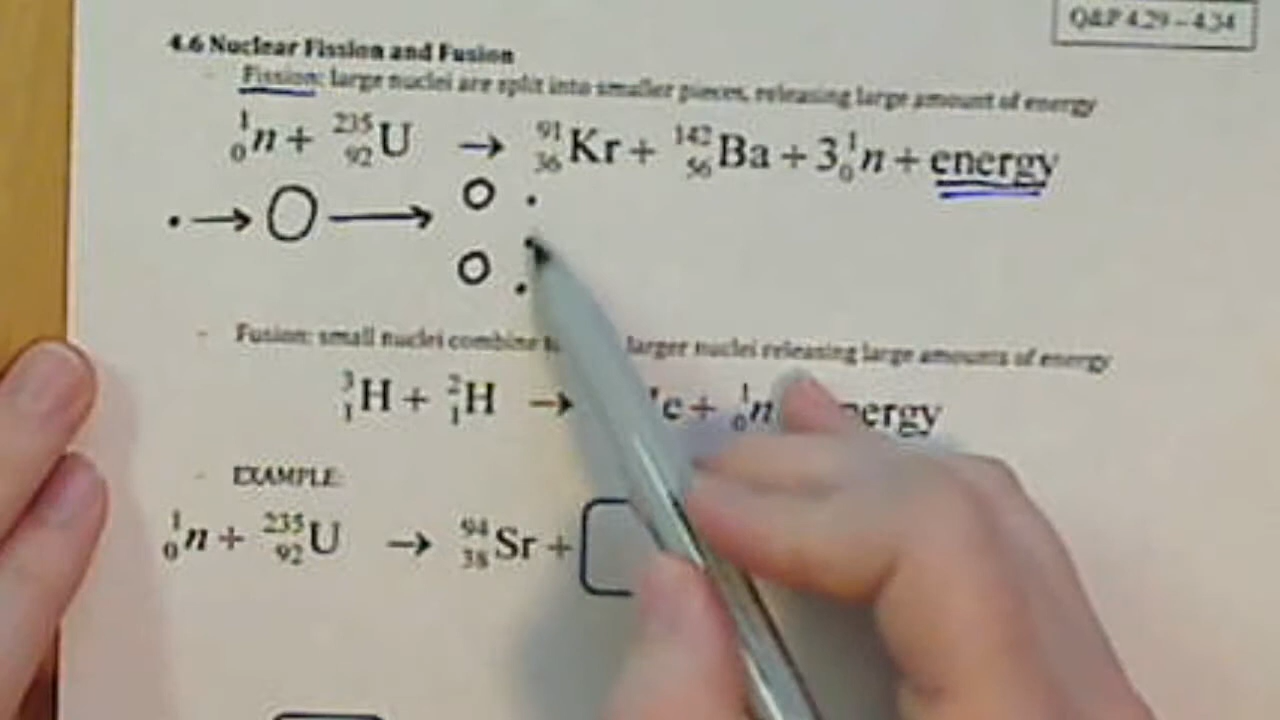 Q&P 4.29 – 4.34
4.6 Nuclear Fission and Fusion
- Fission: large nuclei are split into smaller pieces, releasing large amount of energy
¹₀n + ²³⁵₉₂U → ⁹¹₃₆Kr + ¹⁴²₅₆Ba + 3¹₀n + energy
- Fusion: small nuclei combine larger nuclei releasing large amounts of energy
³₁H + ²₁H → e + ¹₀n ergy
- EXAMPLE:
¹₀n + ²³⁵₉₂U → ⁹⁴₃₈Sr +